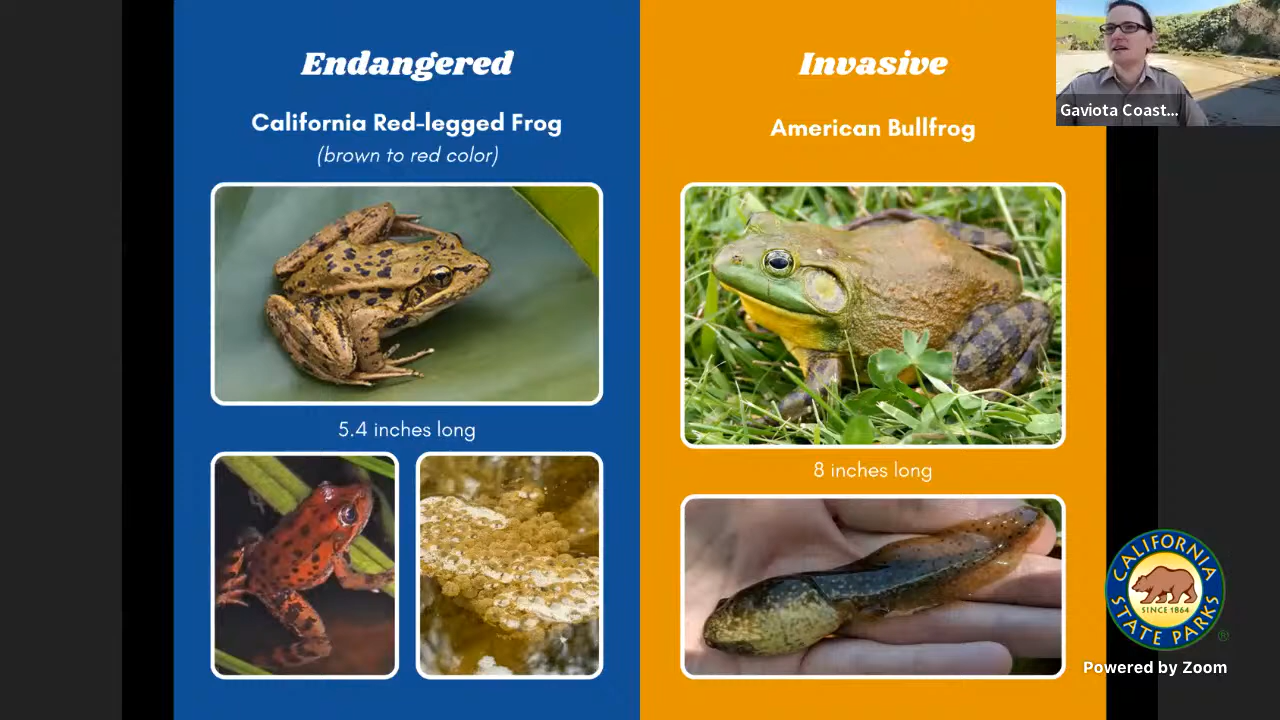 Endangered
California Red-legged Frog
(brown to red color)
5.4 inches long
Invasive
American Bullfrog
8 inches long
Gaviota Coast...
CALIFORNIA
SINCE 1864
STATE PARKS
®
Powered by Zoom